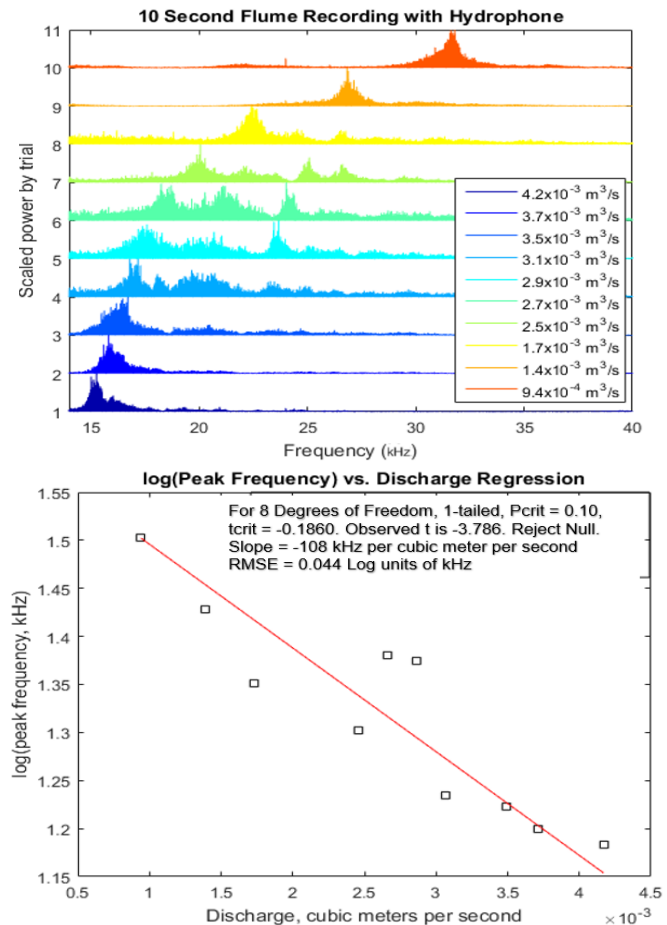 10 Second Flume Recording with Hydrophone
11
10
9
8
7
6
5
4
3
2
1
Scaled power by trial
4.2x10⁻³ m³/s
3.7x10⁻³ m³/s
3.5x10⁻³ m³/s
3.1x10⁻³ m³/s
2.9x10⁻³ m³/s
2.7x10⁻³ m³/s
2.5x10⁻³ m³/s
1.7x10⁻³ m³/s
1.4x10⁻³ m³/s
9.4x10⁻⁴ m³/s
15 20 25 30 35 40
Frequency (kHz)
log(Peak Frequency) vs. Discharge Regression
For 8 Degrees of Freedom, 1-tailed, Pcrit = 0.10,
tcrit = -0.1860. Observed t is -3.786. Reject Null.
Slope = -108 kHz per cubic meter per second
RMSE = 0.044 Log units of kHz
1.55
1.5
1.45
1.4
1.35
1.3
1.25
1.2
1.15
log(peak frequency, kHz)
0.5 1 1.5 2 2.5 3 3.5 4 4.5
Discharge, cubic meters per second
× 10⁻³